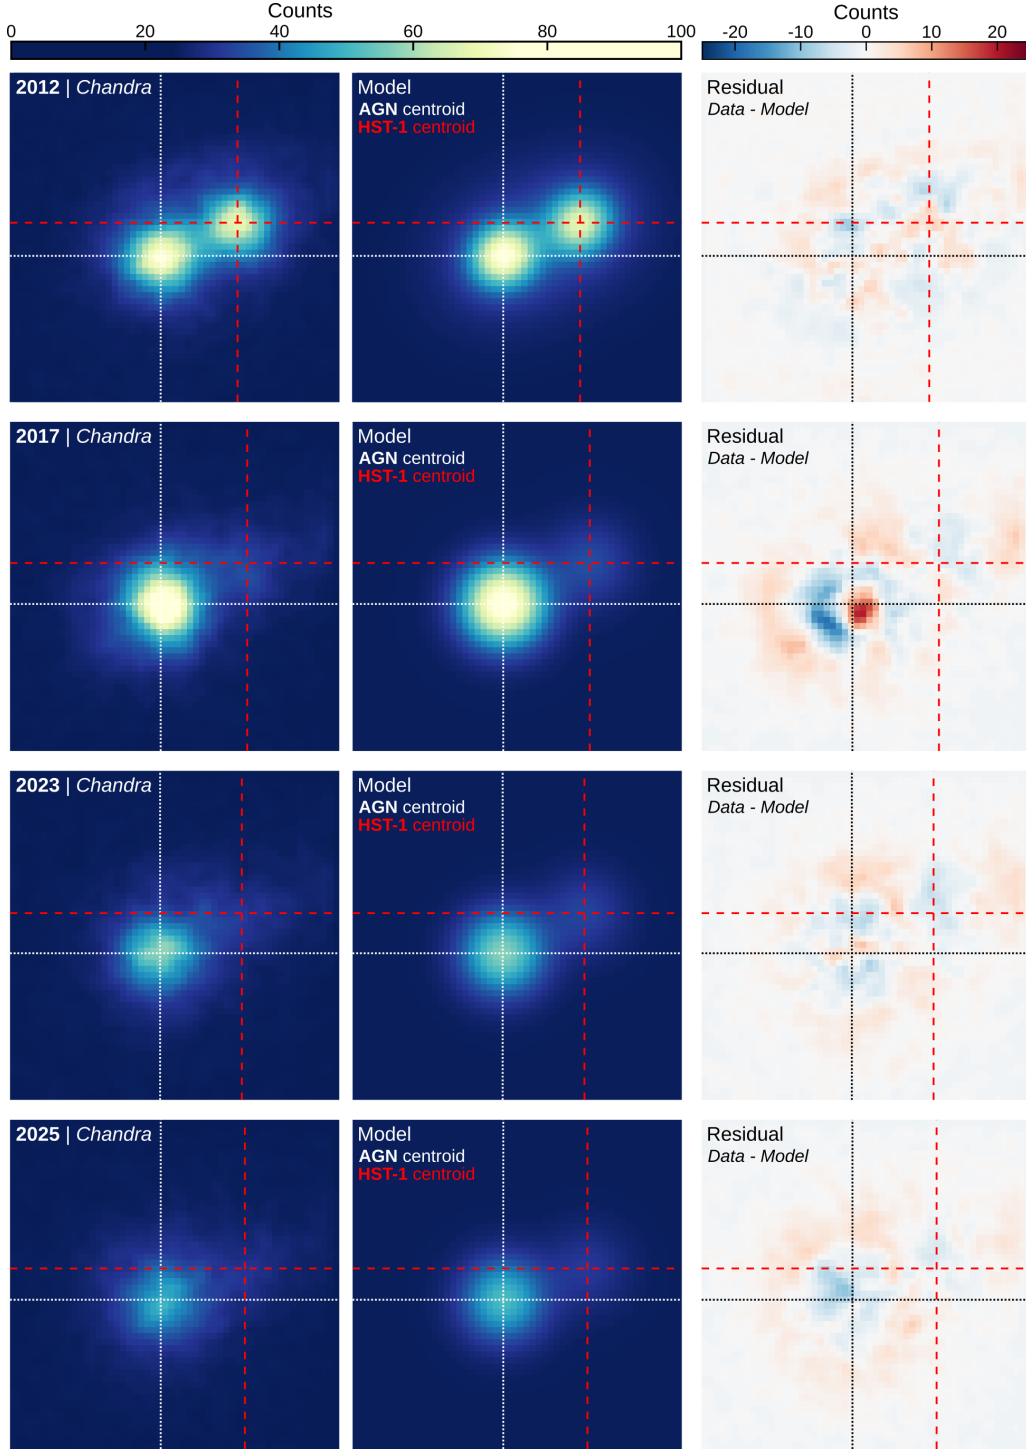 Counts
0 20 40 60 80 100
Counts
-20 -10 0 10 20
2012 | Chandra
Model
AGN centroid
HST-1 centroid
Residual
Data - Model
2017 | Chandra
Model
AGN centroid
HST-1 centroid
Residual
Data - Model
2023 | Chandra
Model
AGN centroid
HST-1 centroid
Residual
Data - Model
2025 | Chandra
Model
AGN centroid
HST-1 centroid
Residual
Data - Model